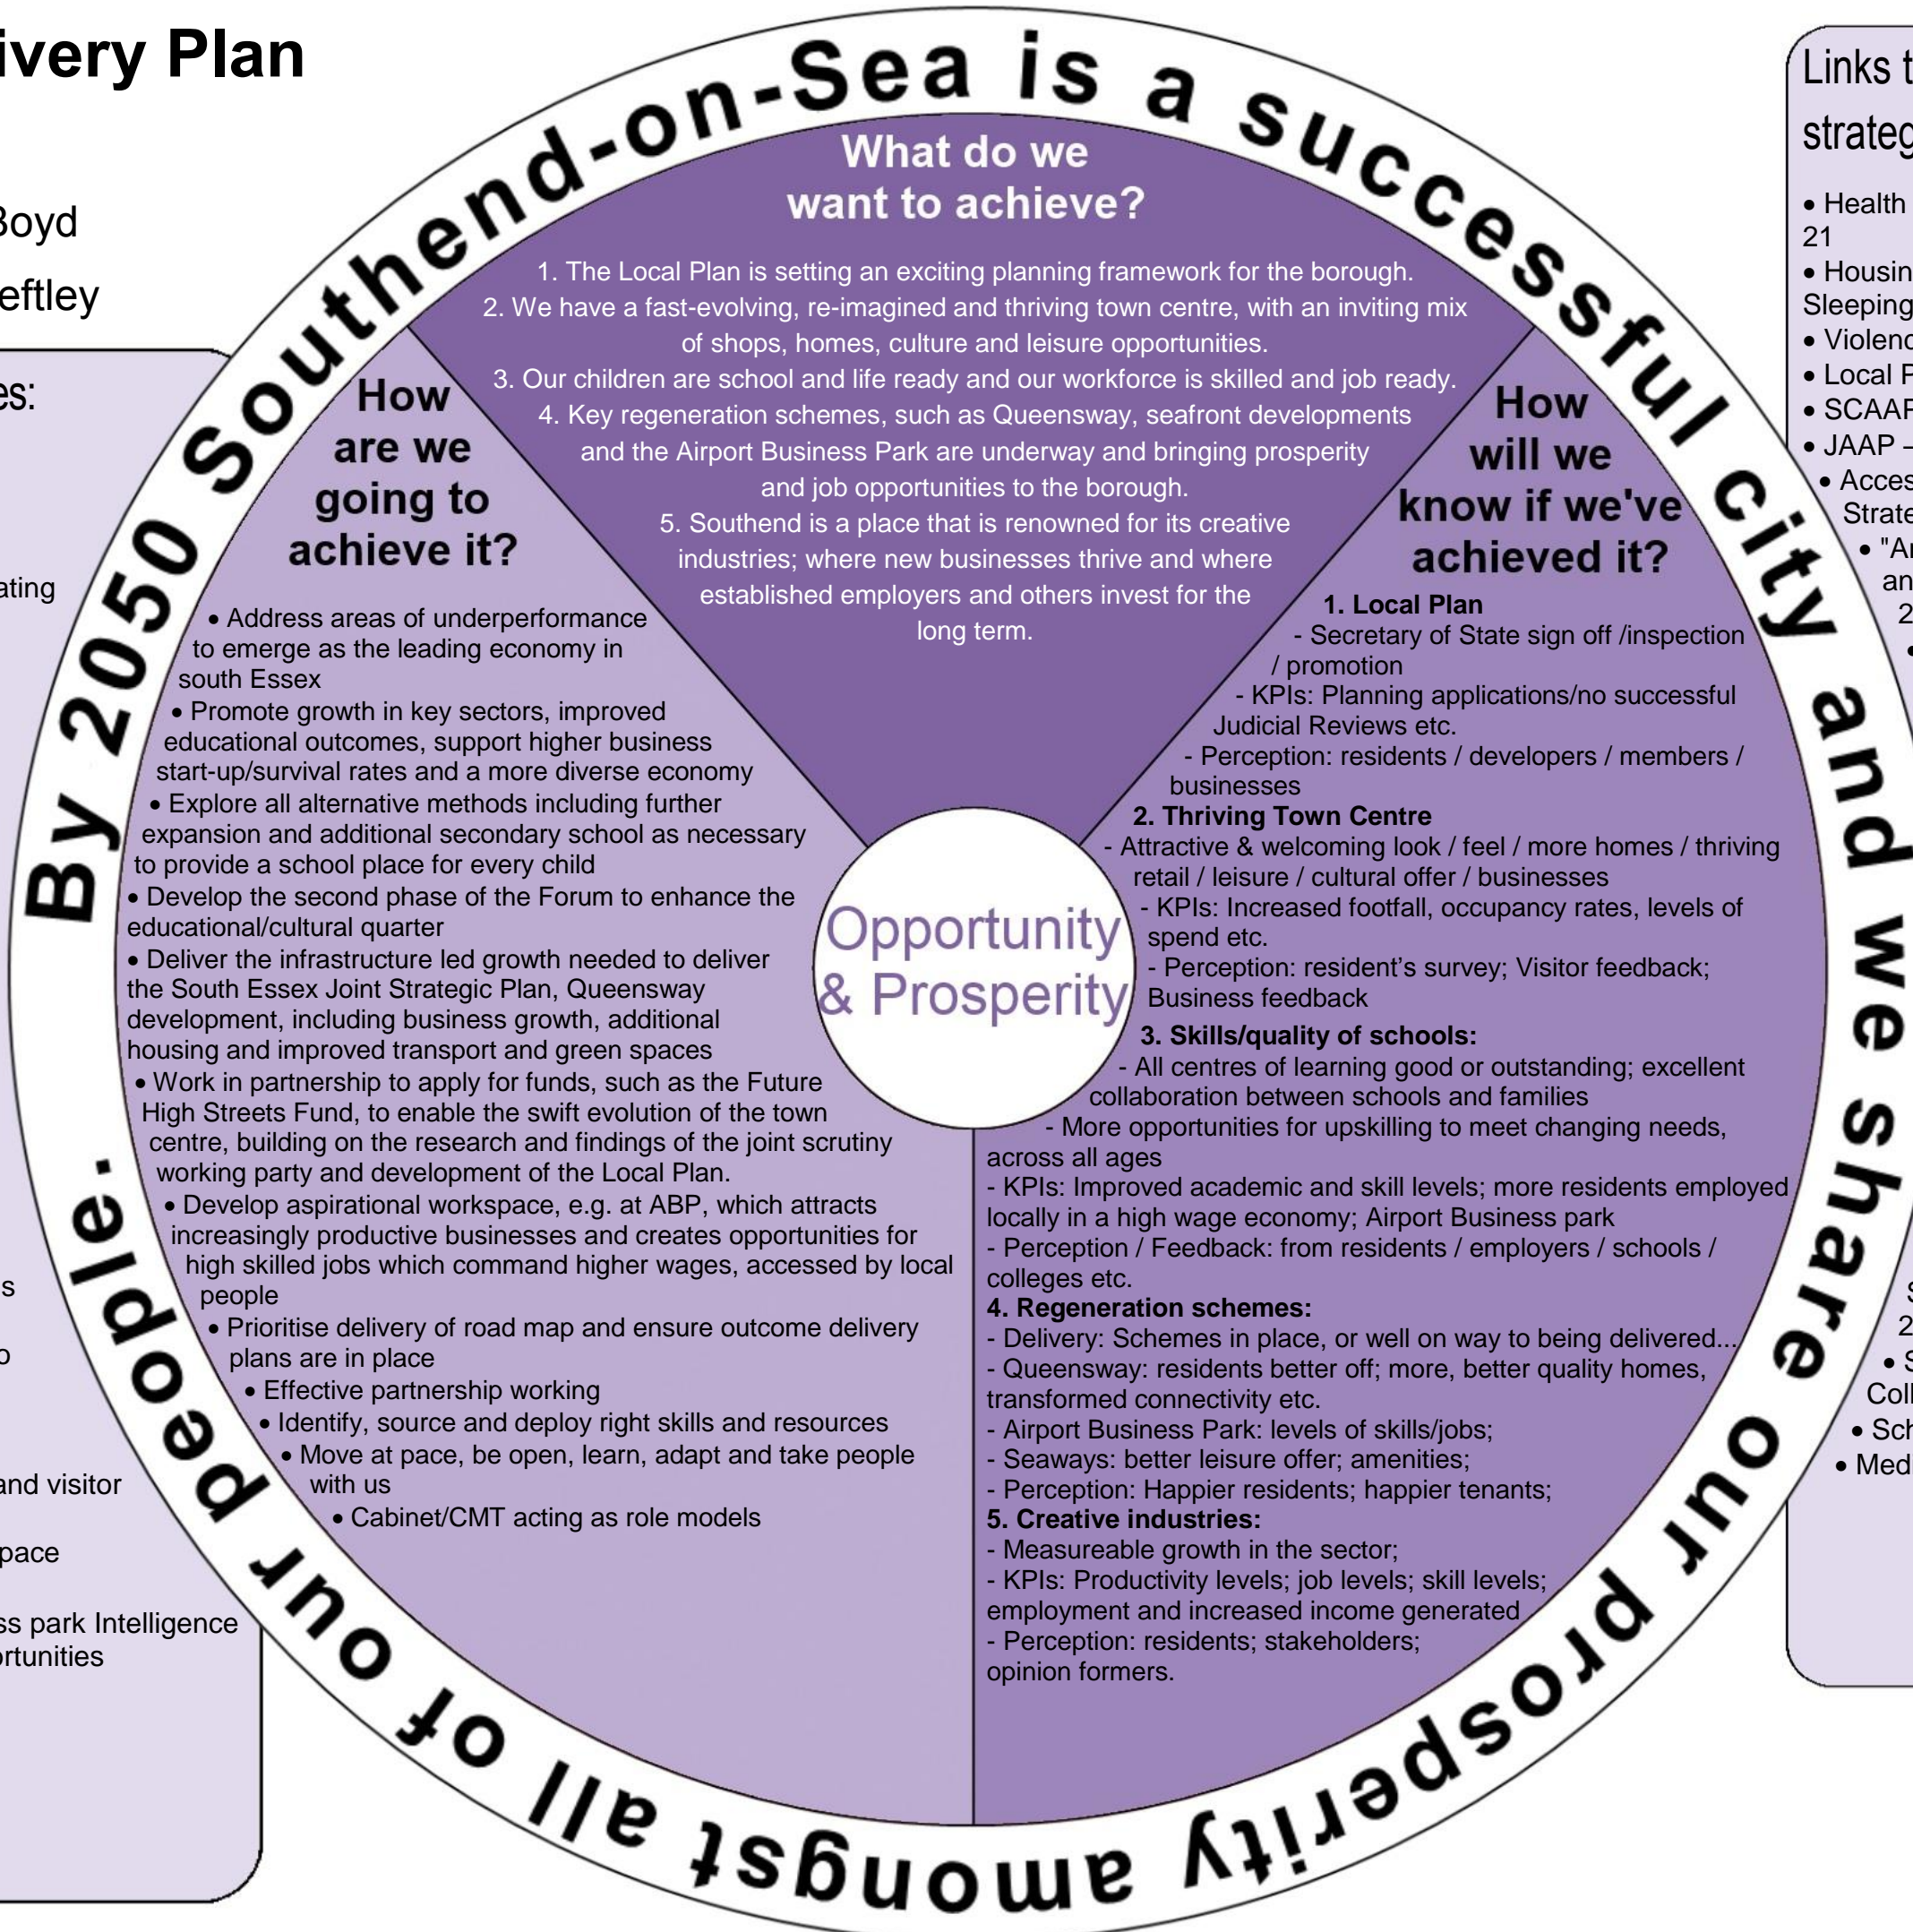 Delivery Plan
By 2050 Southend-on-Sea is a successful city and we share our prosperity amongst all of our people.
What do we
want to achieve?
1. The Local Plan is setting an exciting planning framework for the borough.
2. We have a fast-evolving, re-imagined and thriving town centre, with an inviting mix
of shops, homes, culture and leisure opportunities.
3. Our children are school and life ready and our workforce is skilled and job ready.
4. Key regeneration schemes, such as Queensway, seafront developments
and the Airport Business Park are underway and bringing prosperity
and job opportunities to the borough.
5. Southend is a place that is renowned for its creative
industries; where new businesses thrive and where
established employers and others invest for the
long term.
How
are we
going to
achieve it?
• Address areas of underperformance
to emerge as the leading economy in
south Essex
• Promote growth in key sectors, improved
educational outcomes, support higher business
start-up/survival rates and a more diverse economy
• Explore all alternative methods including further
expansion and additional secondary school as necessary
to provide a school place for every child
• Develop the second phase of the Forum to enhance the
educational/cultural quarter
• Deliver the infrastructure led growth needed to deliver
the South Essex Joint Strategic Plan, Queensway
development, including business growth, additional
housing and improved transport and green spaces
• Work in partnership to apply for funds, such as the Future
High Streets Fund, to enable the swift evolution of the town
centre, building on the research and findings of the joint scrutiny
working party and development of the Local Plan.
• Develop aspirational workspace, e.g. at ABP, which attracts
increasingly productive businesses and creates opportunities for
high skilled jobs which command higher wages, accessed by local
people
• Prioritise delivery of road map and ensure outcome delivery
plans are in place
• Effective partnership working
• Identify, source and deploy right skills and resources
• Move at pace, be open, learn, adapt and take people
with us
• Cabinet/CMT acting as role models
Opportunity
& Prosperity
How
will we
know if we've
achieved it?
1. Local Plan
- Secretary of State sign off /inspection
/ promotion
- KPIs: Planning applications/no successful
Judicial Reviews etc.
- Perception: residents / developers / members /
businesses
2. Thriving Town Centre
- Attractive & welcoming look / feel / more homes / thriving
retail / leisure / cultural offer / businesses
- KPIs: Increased footfall, occupancy rates, levels of
spend etc.
- Perception: resident's survey; Visitor feedback;
Business feedback
3. Skills/quality of schools:
- All centres of learning good or outstanding; excellent
collaboration between schools and families
- More opportunities for upskilling to meet changing needs,
across all ages
- KPIs: Improved academic and skill levels; more residents employed
locally in a high wage economy; Airport Business park
- Perception / Feedback: from residents / employers / schools /
colleges etc.
4. Regeneration schemes:
- Delivery: Schemes in place, or well on way to being delivered...
- Queensway: residents better off; more, better quality homes,
transformed connectivity etc.
- Airport Business Park: levels of skills/jobs;
- Seaways: better leisure offer; amenities;
- Perception: Happier residents; happier tenants;
5. Creative industries:
- Measureable growth in the sector;
- KPIs: Productivity levels; job levels; skill levels;
employment and increased income generated
- Perception: residents; stakeholders;
opinion formers.
Boyd
and visitor
park Intelligence
Links
• Health
21
Sleeping
• Local
• SCAAP
• JAAP –